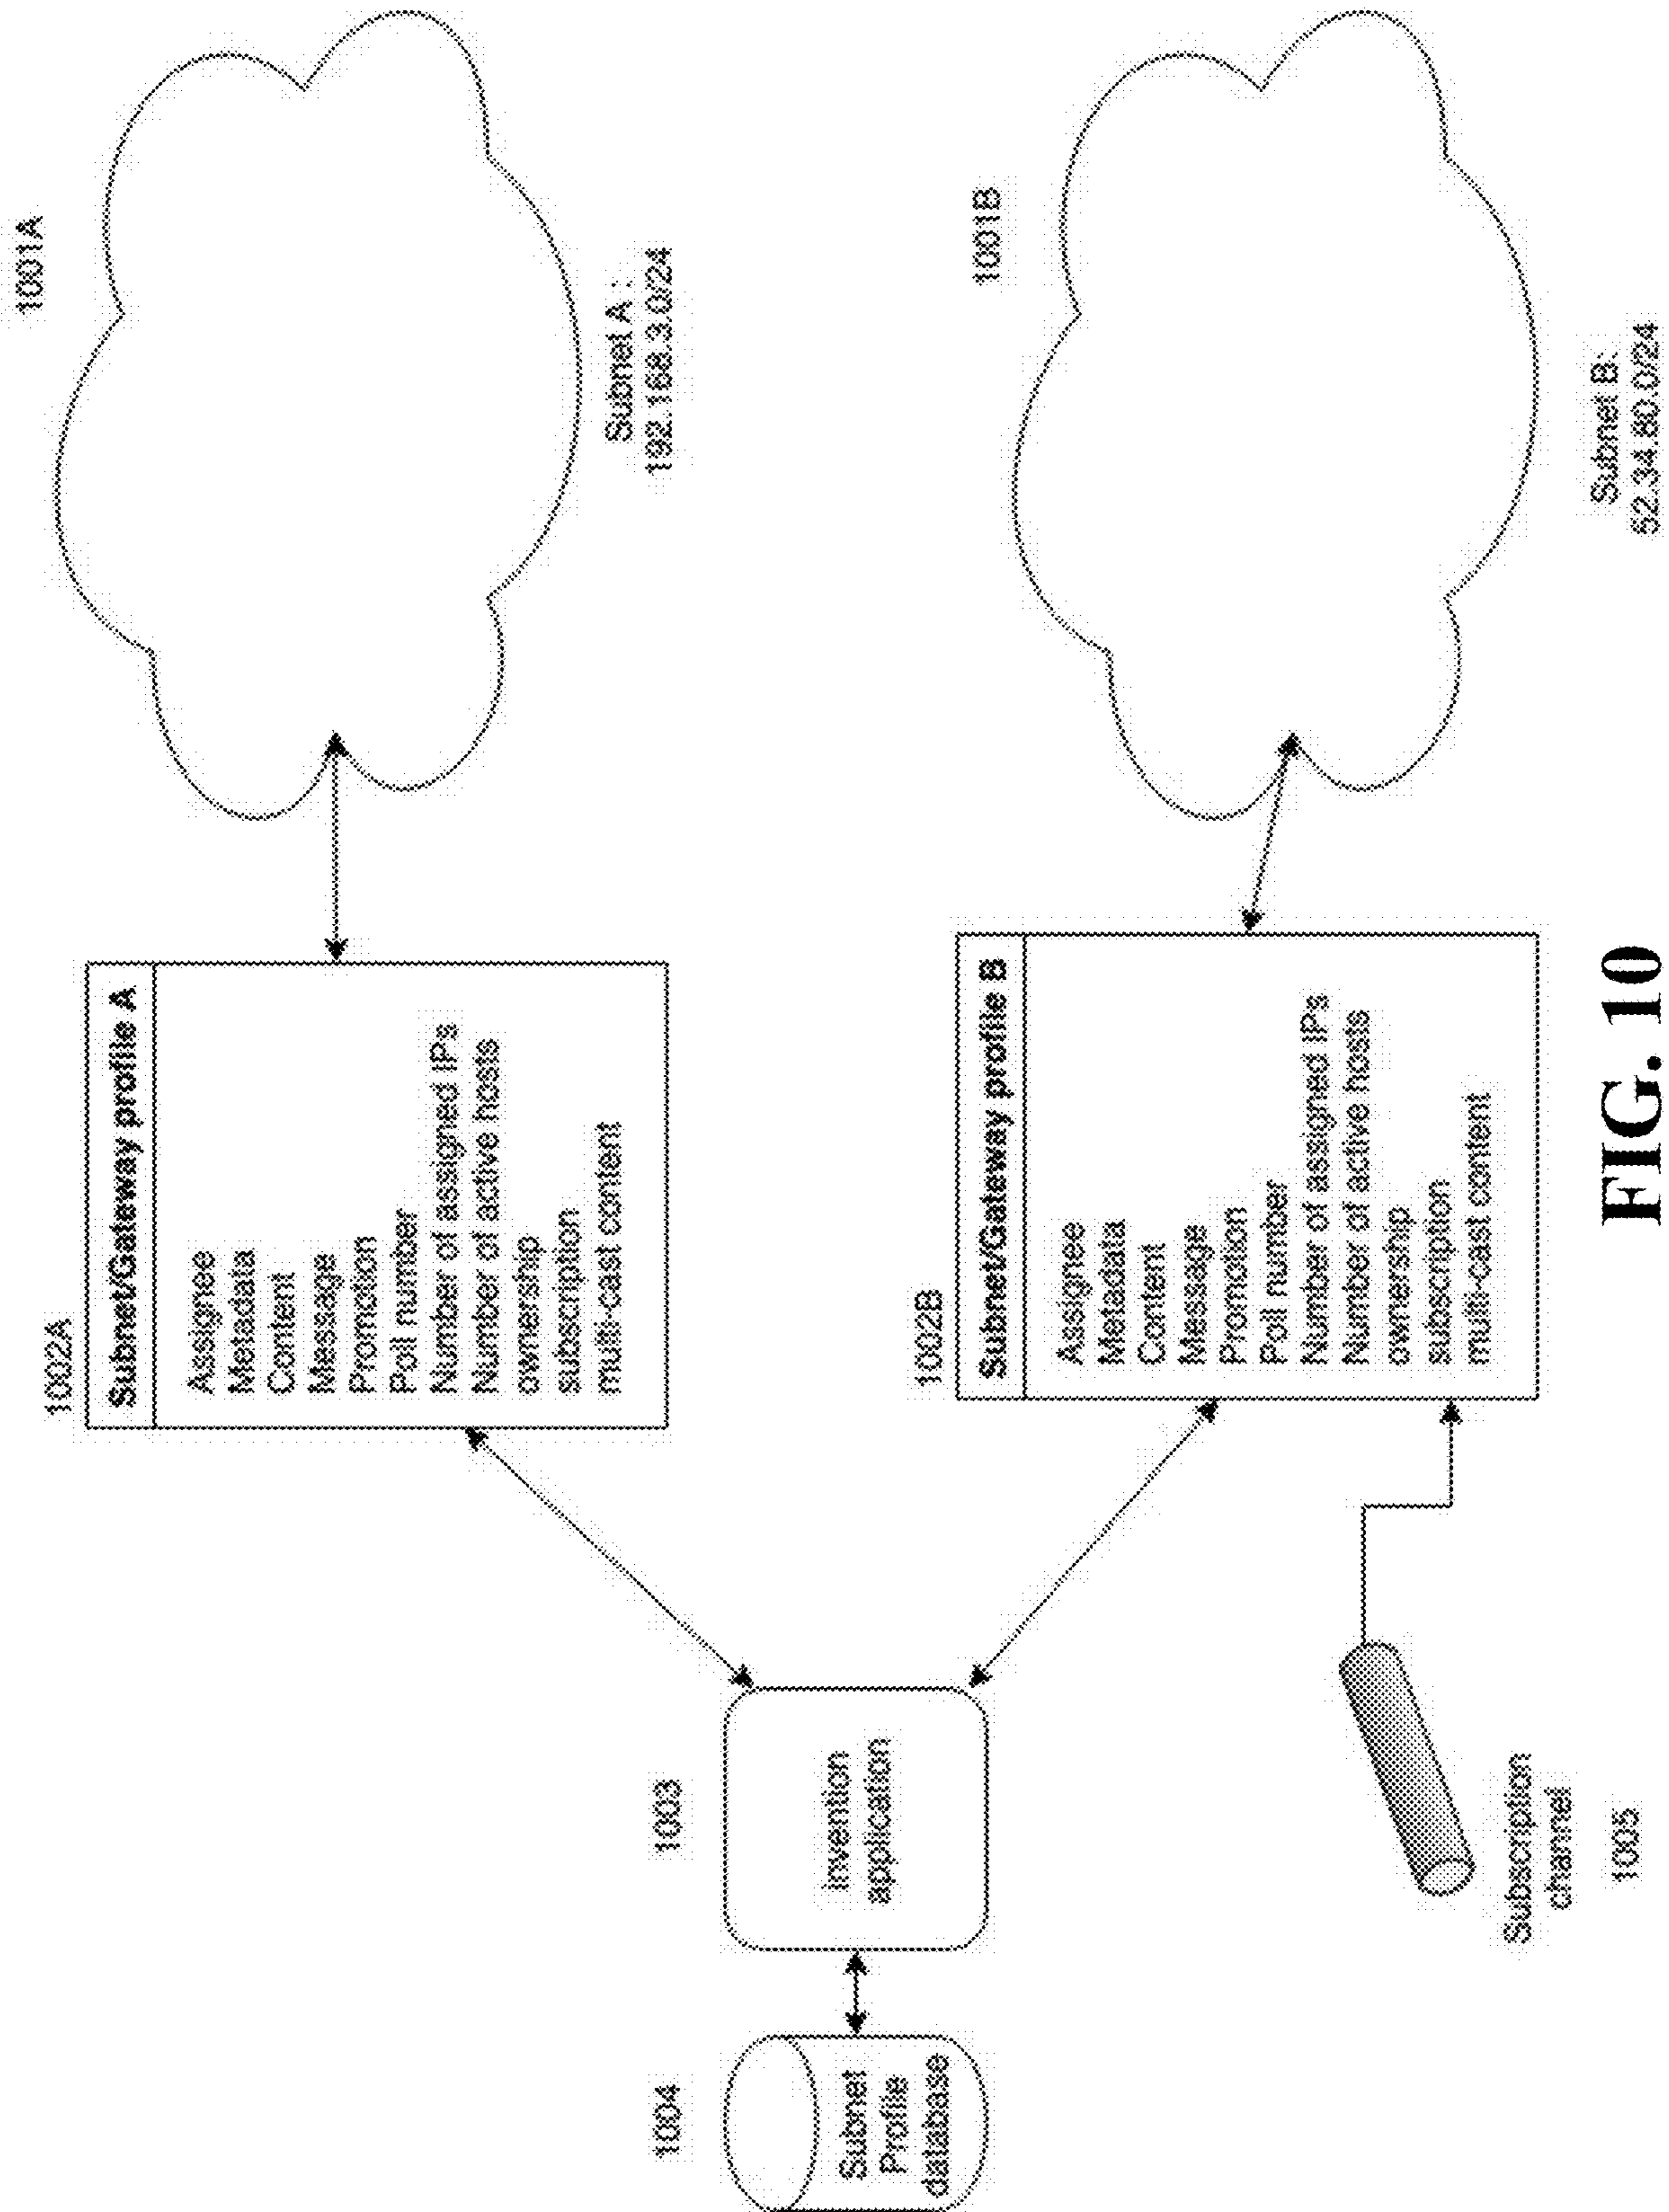 1002A
Subnet/Gateway profile A
Assignee
Metadata
Content
Message
Promotion
Poll number
Number of assigned IPs
Number of active hosts
ownership
subscription
multi-cast content
1001A
Subnet A :
192.168.3.0/24
1004
Subnet
Profile
database
1003
Invention
application
1002B
Subnet/Gateway profile B
Assignee
Metadata
Content
Message
Promotion
Poll number
Number of assigned IPs
Number of active hosts
ownership
subscription
multi-cast content
1001B
Subnet B:
52.34.80.0/24
Subscription
channel
1005
FIG. 10